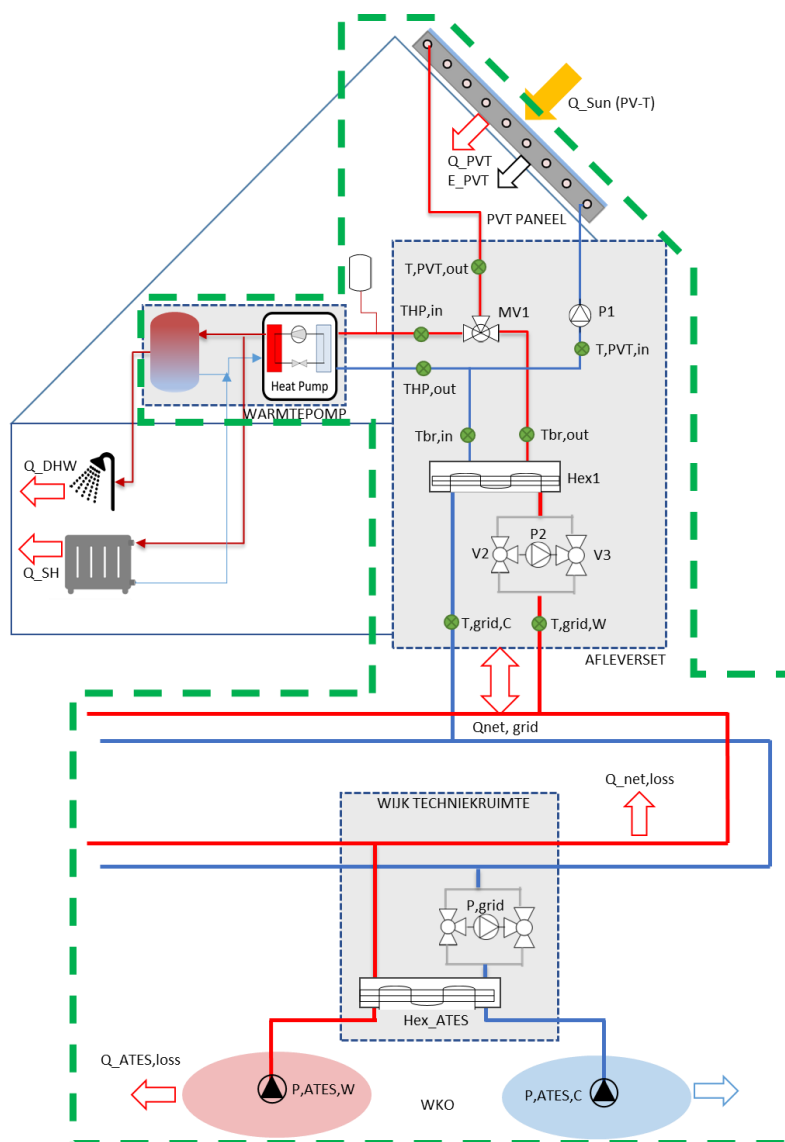 Q_Sun (PV-T)
Q_PVT
E_PVT
PVT PANEEL
T,PVT,out
THP,in
MV1
P1
T,PVT,in
Heat Pump
THP,out
WARMTEPOMP
Tbr,in
Tbr,out
Q_DHW
Hex1
P2
V2
V3
Q_SH
T,grid,C
T,grid,W
AFLEVERSET
Qnet, grid
Q_net,loss
WIJK TECHNIEKRUIMTE
P,grid
Hex_ATES
Q_ATES,loss
P,ATES,W
WKO
P,ATES,C